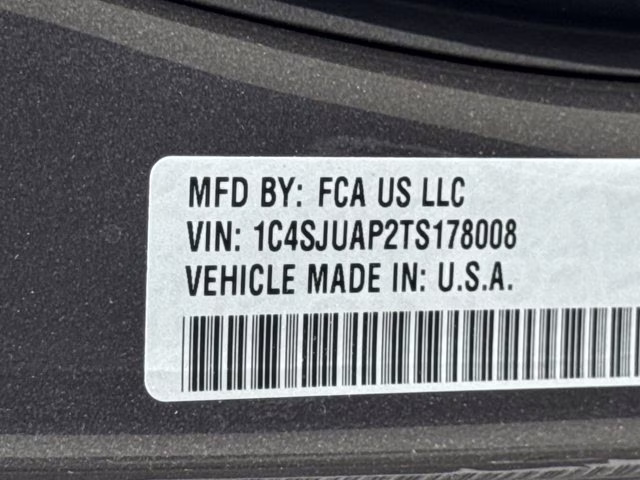 MFD BY: FCA US LLC
VIN: 1C4SJUAP2TS178008
VEHICLE MADE IN: U.S.A.